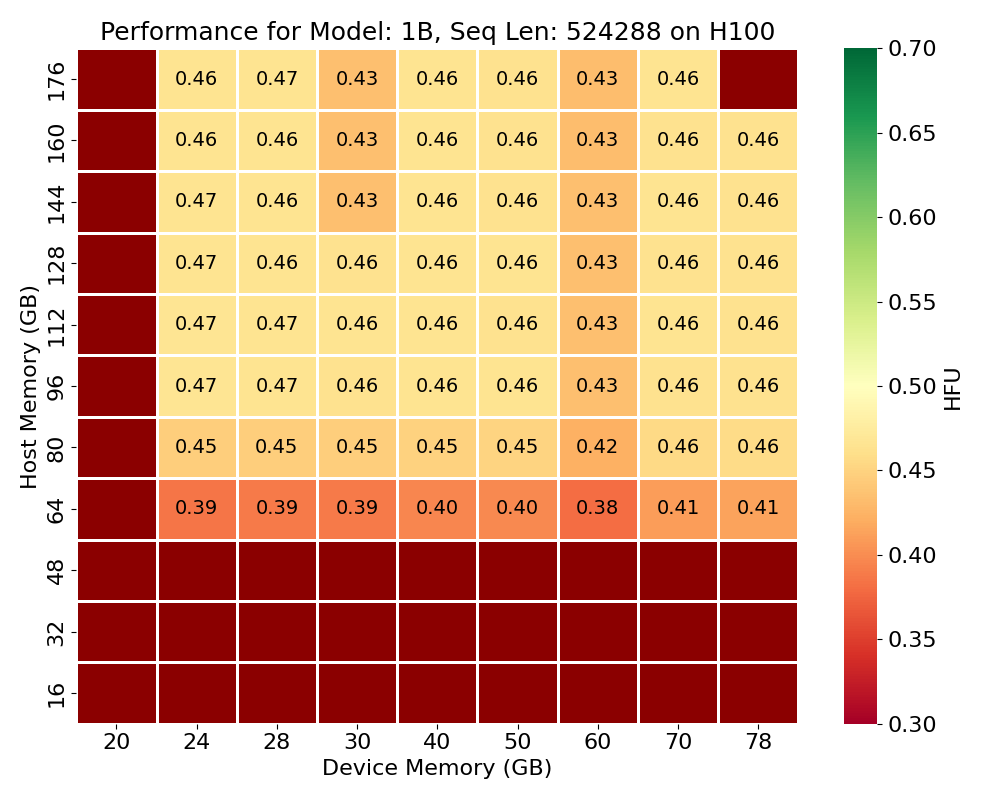 Performance for Model: 1B, Seq Len: 524288 on H100
176 0.46 0.47 0.43 0.46 0.46 0.43 0.46
160 0.46 0.46 0.43 0.46 0.46 0.43 0.46 0.46
144 0.47 0.46 0.43 0.46 0.46 0.43 0.46 0.46
128 0.47 0.46 0.46 0.46 0.46 0.43 0.46 0.46
112 0.47 0.47 0.46 0.46 0.46 0.43 0.46 0.46
96 0.47 0.47 0.46 0.46 0.46 0.43 0.46 0.46
80 0.45 0.45 0.45 0.45 0.45 0.42 0.46 0.46
64 0.39 0.39 0.39 0.40 0.40 0.38 0.41 0.41
48
32
16
Host Memory (GB)
20 24 28 30 40 50 60 70 78
Device Memory (GB)
0.70
0.65
0.60
0.55
0.50
0.45
0.40
0.35
0.30
HFU